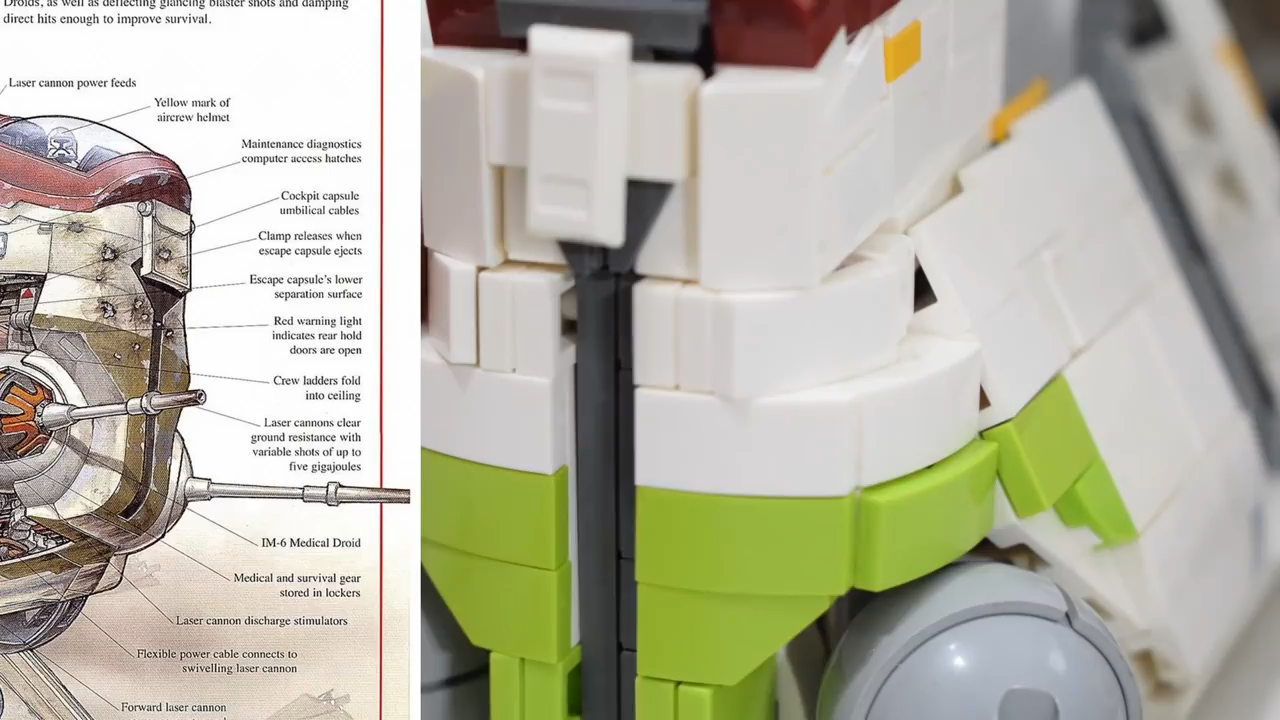 Droids, as well as deflecting glancing blaster shots and damping
direct hits enough to improve survival.
Laser cannon power feeds
Yellow mark of
aircrew helmet
Maintenance diagnostics
computer access hatches
Cockpit capsule
umbilical cables
Clamp releases when
escape capsule ejects
Escape capsule's lower
separation surface
Red warning light
indicates rear hold
doors are open
Crew ladders fold
into ceiling
Laser cannons clear
ground resistance with
variable shots of up to
five gigajoules
IM-6 Medical Droid
Medical and survival gear
stored in lockers
Laser cannon discharge stimulators
Flexible power cable connects to
swivelling laser cannon
Forward laser cannon